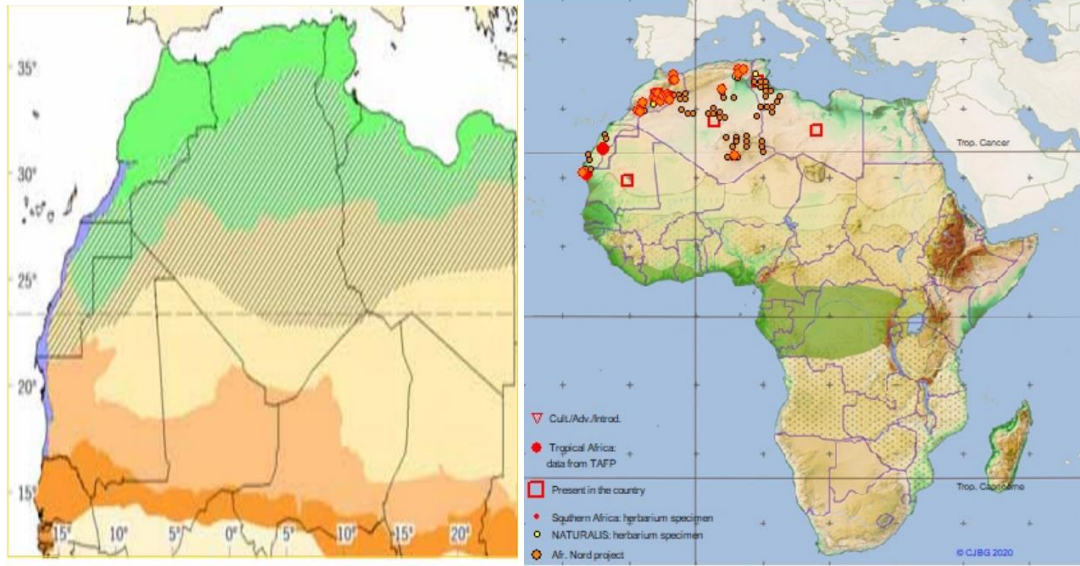 35°
30°
25°
20°
15°
15° 10° 5° 0° 5° 10° 15° 20°
Trop. Cancer
Cult./Adv./Introd.
Tropical Africa:
data from TAFP
Present in the country
Trop. Capricorne
Southern Africa: herbarium specimen
NATURALIS: herbarium specimen
Afr. Nord project
© CJBG 2020